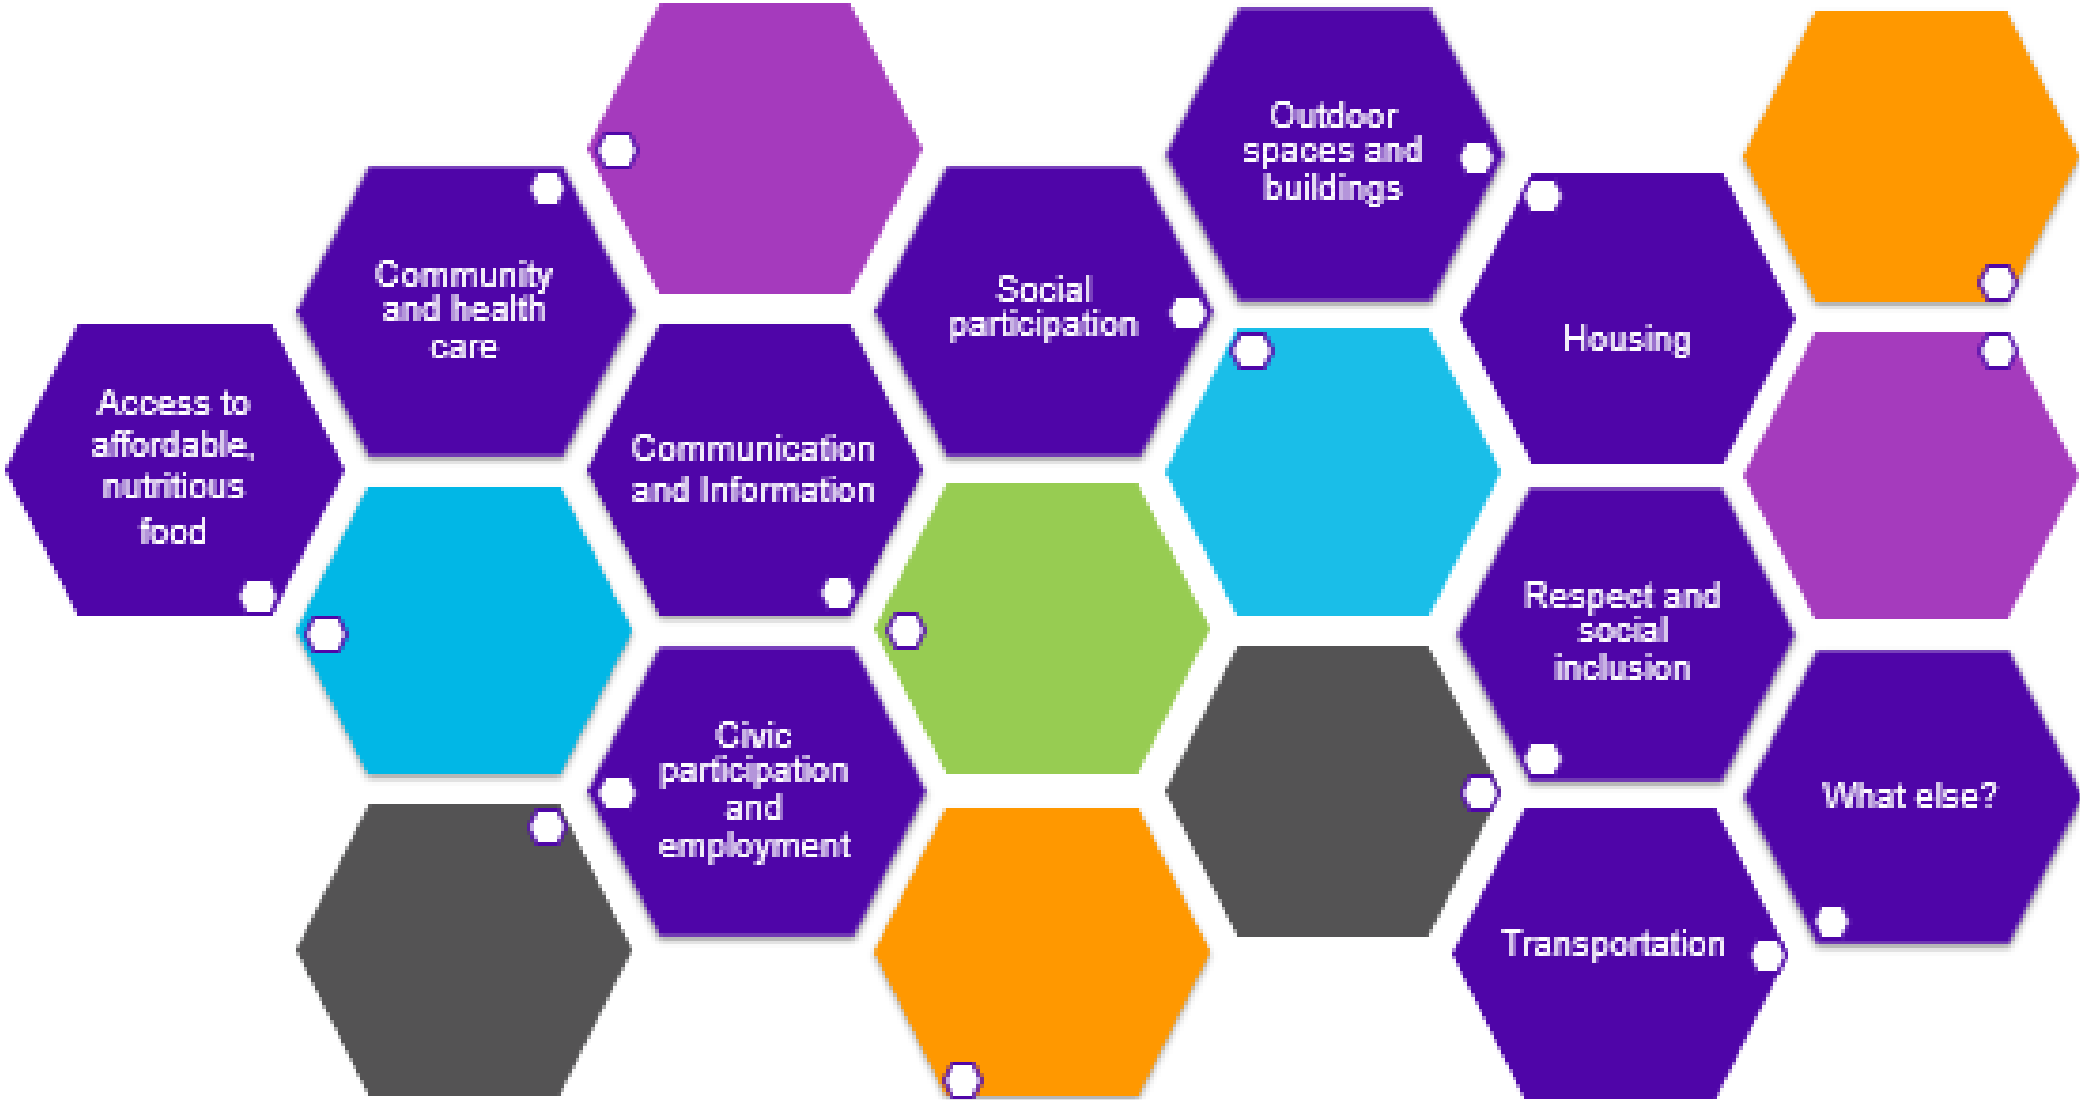 Access to
affordable,
nutritious
food
Community
and health
care
Communication
and Information
Civic
participation
and
employment
Social
participation
Outdoor
spaces and
buildings
Housing
Respect and
social
inclusion
Transportation
What else?